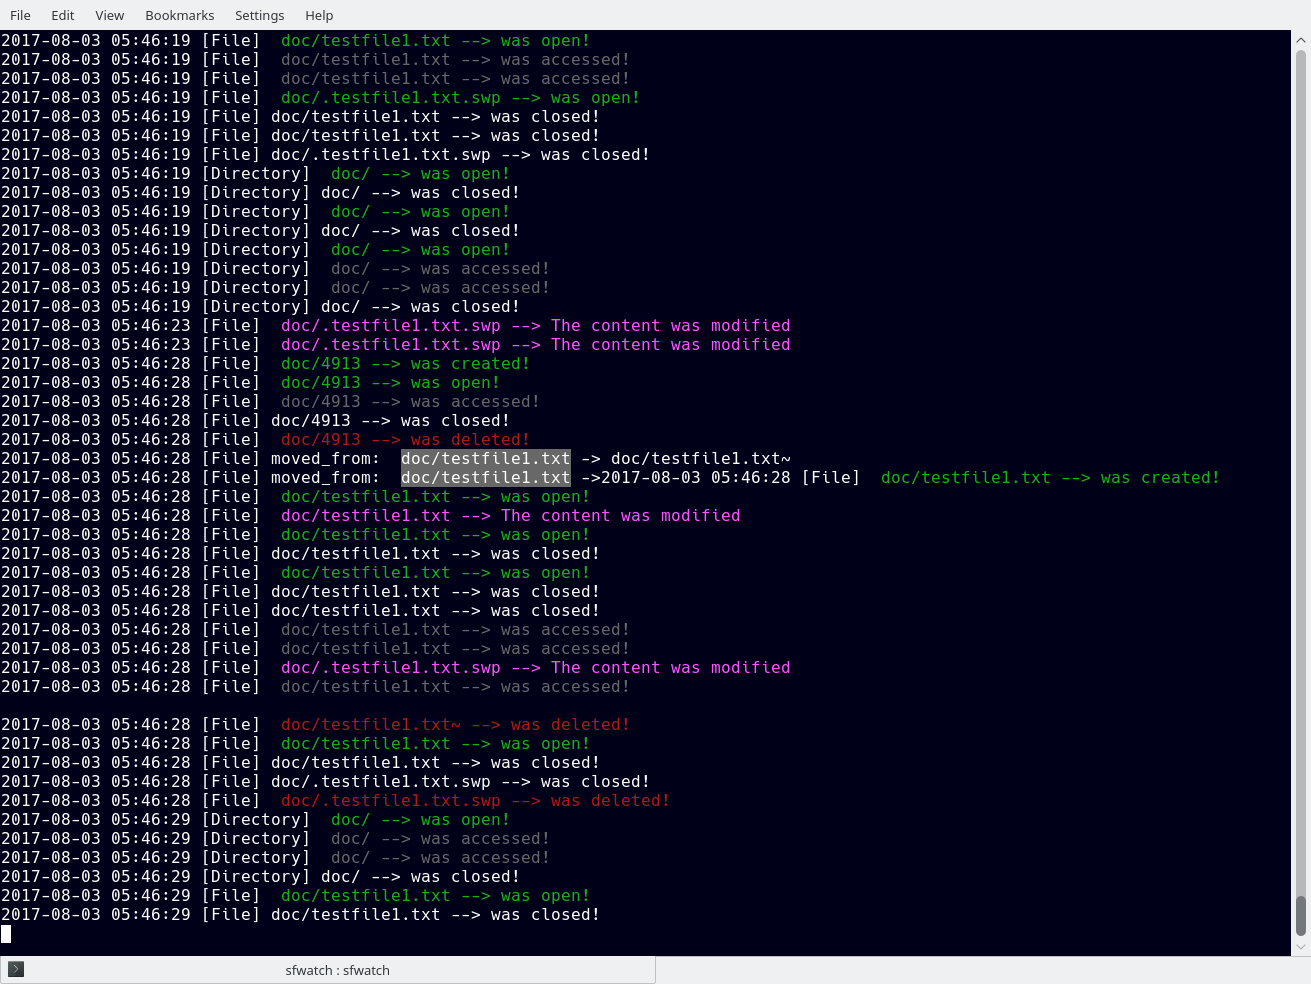 File Edit View Bookmarks Settings Help
2017-08-03 05:46:19 [File]  doc/testfile1.txt --> was open!
2017-08-03 05:46:19 [File]  doc/testfile1.txt --> was accessed!
2017-08-03 05:46:19 [File]  doc/testfile1.txt --> was accessed!
2017-08-03 05:46:19 [File]  doc/.testfile1.txt.swp --> was open!
2017-08-03 05:46:19 [File] doc/testfile1.txt --> was closed!
2017-08-03 05:46:19 [File] doc/testfile1.txt --> was closed!
2017-08-03 05:46:19 [File] doc/.testfile1.txt.swp --> was closed!
2017-08-03 05:46:19 [Directory]  doc/ --> was open!
2017-08-03 05:46:19 [Directory] doc/ --> was closed!
2017-08-03 05:46:19 [Directory]  doc/ --> was open!
2017-08-03 05:46:19 [Directory] doc/ --> was closed!
2017-08-03 05:46:19 [Directory]  doc/ --> was open!
2017-08-03 05:46:19 [Directory]  doc/ --> was accessed!
2017-08-03 05:46:19 [Directory]  doc/ --> was accessed!
2017-08-03 05:46:19 [Directory] doc/ --> was closed!
2017-08-03 05:46:23 [File]  doc/.testfile1.txt.swp --> The content was modified
2017-08-03 05:46:23 [File]  doc/.testfile1.txt.swp --> The content was modified
2017-08-03 05:46:28 [File]  doc/4913 --> was created!
2017-08-03 05:46:28 [File]  doc/4913 --> was open!
2017-08-03 05:46:28 [File]  doc/4913 --> was accessed!
2017-08-03 05:46:28 [File] doc/4913 --> was closed!
2017-08-03 05:46:28 [File]  doc/4913 --> was deleted!
2017-08-03 05:46:28 [File] moved_from:  doc/testfile1.txt -> doc/testfile1.txt~
2017-08-03 05:46:28 [File] moved_from:  doc/testfile1.txt ->2017-08-03 05:46:28 [File]  doc/testfile1.txt --> was created!
2017-08-03 05:46:28 [File]  doc/testfile1.txt --> was open!
2017-08-03 05:46:28 [File]  doc/testfile1.txt --> The content was modified
2017-08-03 05:46:28 [File]  doc/testfile1.txt --> was open!
2017-08-03 05:46:28 [File] doc/testfile1.txt --> was closed!
2017-08-03 05:46:28 [File]  doc/testfile1.txt --> was open!
2017-08-03 05:46:28 [File] doc/testfile1.txt --> was closed!
2017-08-03 05:46:28 [File] doc/testfile1.txt --> was closed!
2017-08-03 05:46:28 [File]  doc/testfile1.txt --> was accessed!
2017-08-03 05:46:28 [File]  doc/testfile1.txt --> was accessed!
2017-08-03 05:46:28 [File]  doc/.testfile1.txt.swp --> The content was modified
2017-08-03 05:46:28 [File]  doc/testfile1.txt --> was accessed!
2017-08-03 05:46:28 [File]  doc/testfile1.txt~ --> was deleted!
2017-08-03 05:46:28 [File]  doc/testfile1.txt --> was open!
2017-08-03 05:46:28 [File] doc/testfile1.txt --> was closed!
2017-08-03 05:46:28 [File] doc/.testfile1.txt.swp --> was closed!
2017-08-03 05:46:28 [File]  doc/.testfile1.txt.swp --> was deleted!
2017-08-03 05:46:29 [Directory]  doc/ --> was open!
2017-08-03 05:46:29 [Directory]  doc/ --> was accessed!
2017-08-03 05:46:29 [Directory]  doc/ --> was accessed!
2017-08-03 05:46:29 [Directory] doc/ --> was closed!
2017-08-03 05:46:29 [File]  doc/testfile1.txt --> was open!
2017-08-03 05:46:29 [File] doc/testfile1.txt --> was closed!
sfwatch : sfwatch